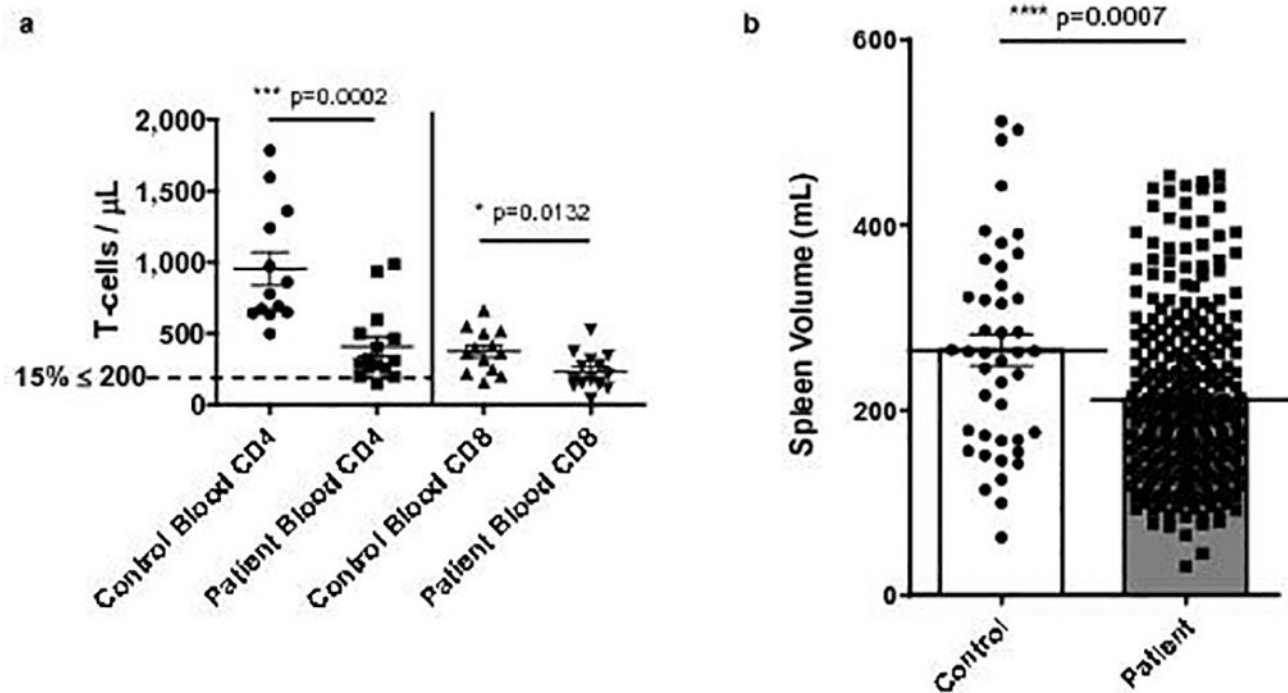 a
*** p=0.0002
2,000
1,500
1,000
500
15% ≤ 200
0
T-cells / µL
* p=0.0132
Control Blood CD4
Patient Blood CD4
Control Blood CD8
Patient Blood CD8
b
**** p=0.0007
600
400
200
0
Spleen Volume (mL)
Control
Patient